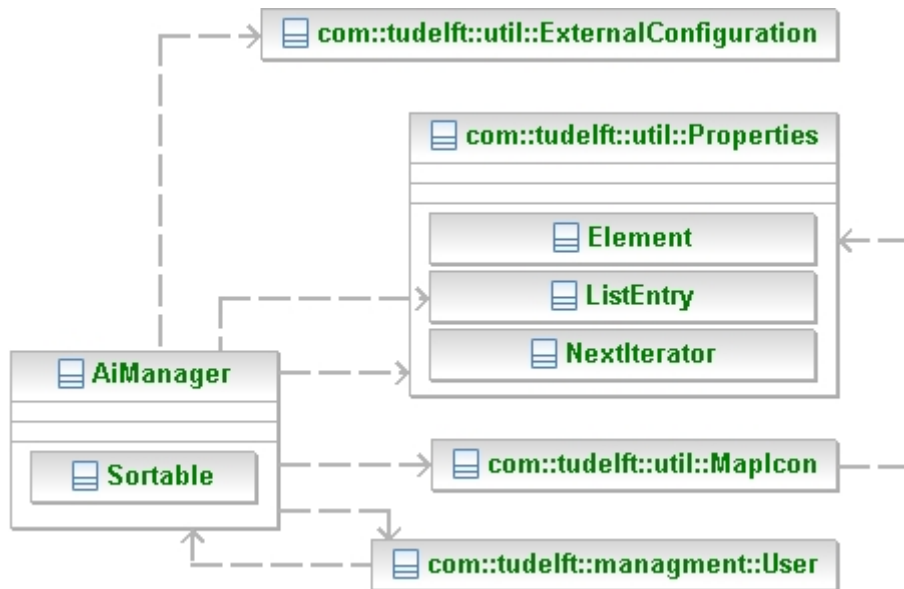 com::tudelft::util::ExternalConfiguration
com::tudelft::util::Properties
Element
ListEntry
NextIterator
AiManager
Sortable
com::tudelft::util::MapIcon
com::tudelft::managment::User